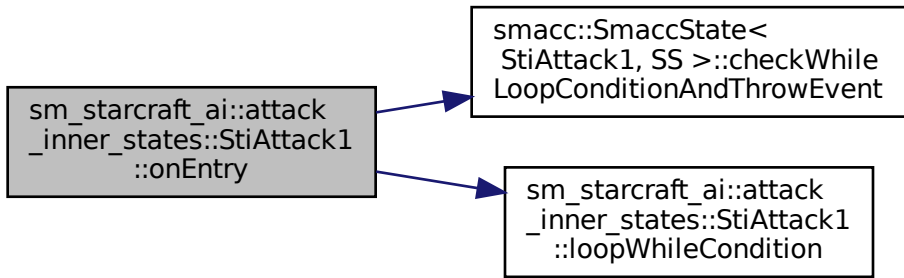 sm_starcraft_ai::attack
_inner_states::StiAttack1
::onEntry
smacc::SmaccState<
StiAttack1, SS >::checkWhile
LoopConditionAndThrowEvent
sm_starcraft_ai::attack
_inner_states::StiAttack1
::loopWhileCondition